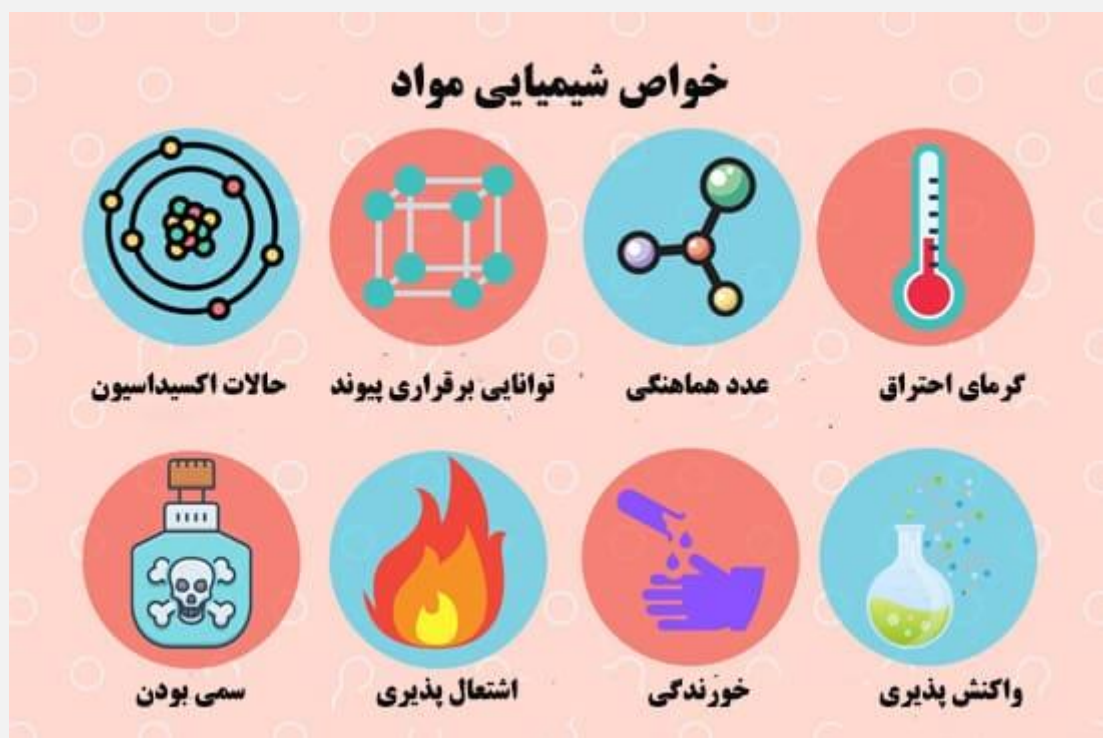 خواص شیمیایی مواد
گرمای احتراق
عدد هماهنگی
توانایی برقراری پیوند
حالات اکسیداسیون
واکنش پذیری
خورندگی
اشتعال پذیری
سمی بودن